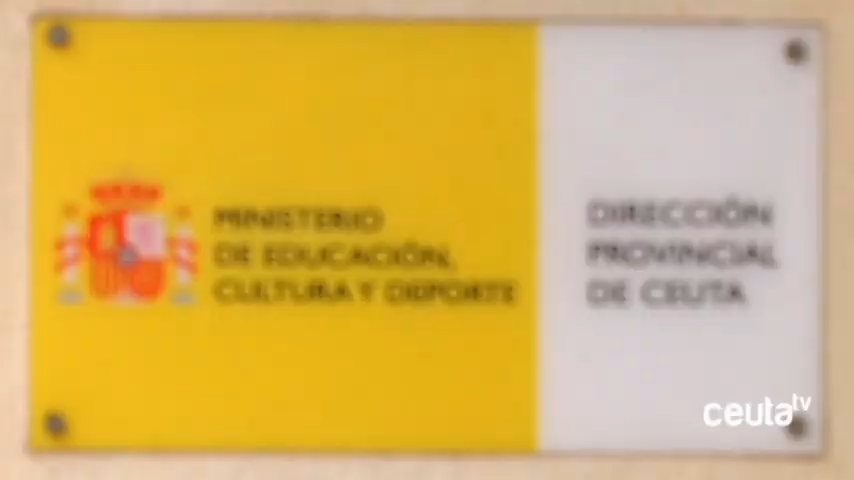 MINISTERIO
DE EDUCACIÓN,
CULTURA Y DEPORTE
DIRECCIÓN
PROVINCIAL
DE CEUTA
ceuta tv